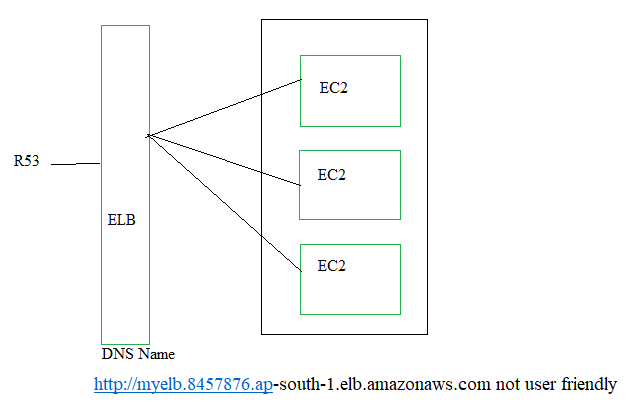 EC2
R53
EC2
ELB
EC2
DNS Name
http://myelb.8457876.ap-south-1.elb.amazonaws.com not user friendly